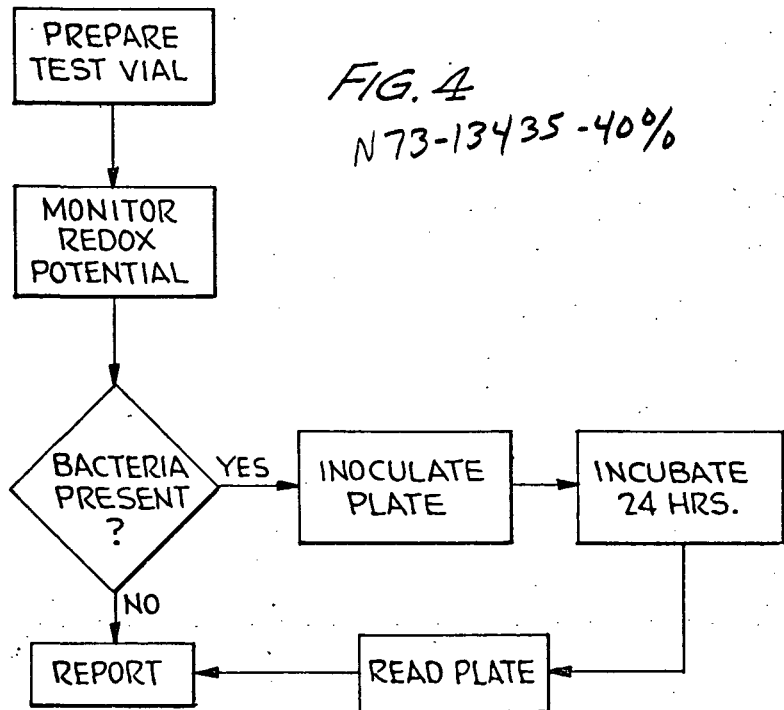 PREPARE
TEST VIAL
FIG. 4
N73-13435-40%
MONITOR
REDOX
POTENTIAL
BACTERIA
PRESENT
?
YES
INOCULATE
PLATE
INCUBATE
24 HRS.
NO
REPORT
READ PLATE